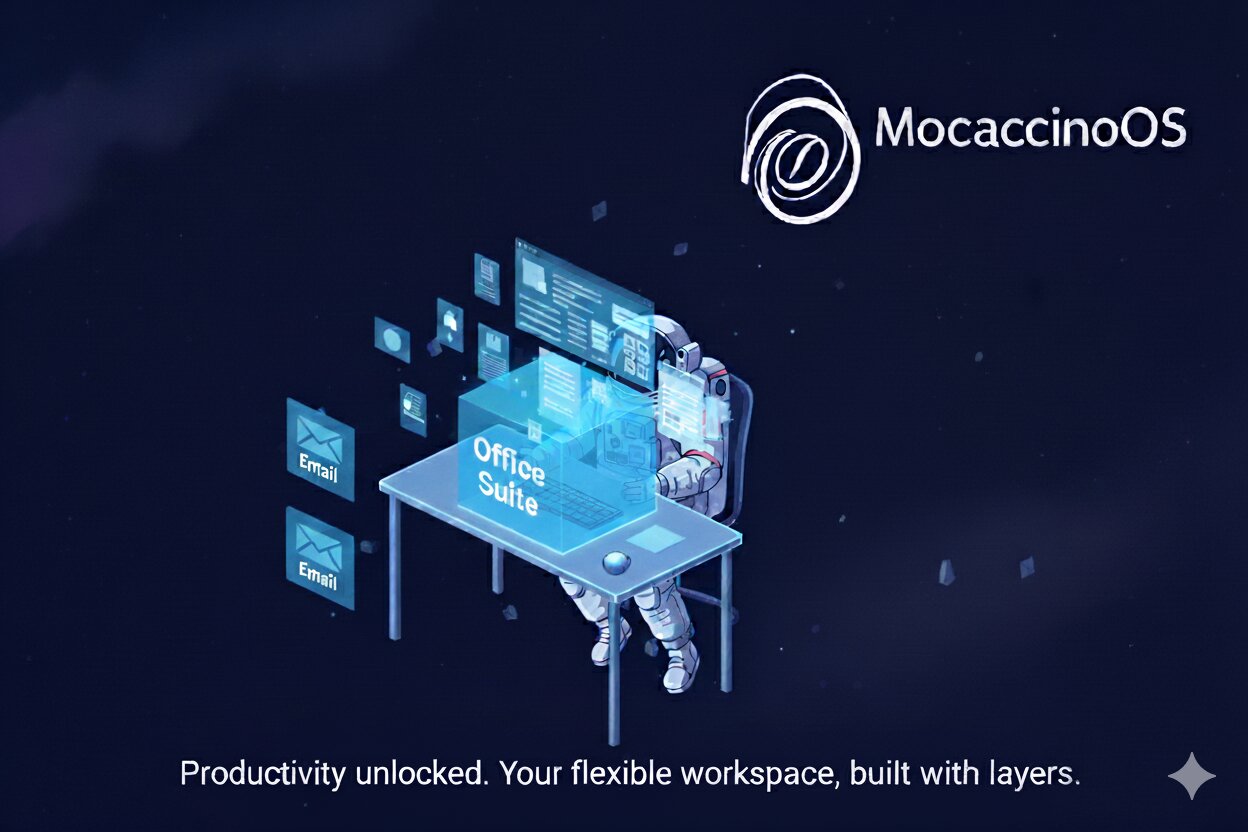 MocaccinoOS
Office
Suite
Email
Email
Productivity unlocked. Your flexible workspace, built with layers.